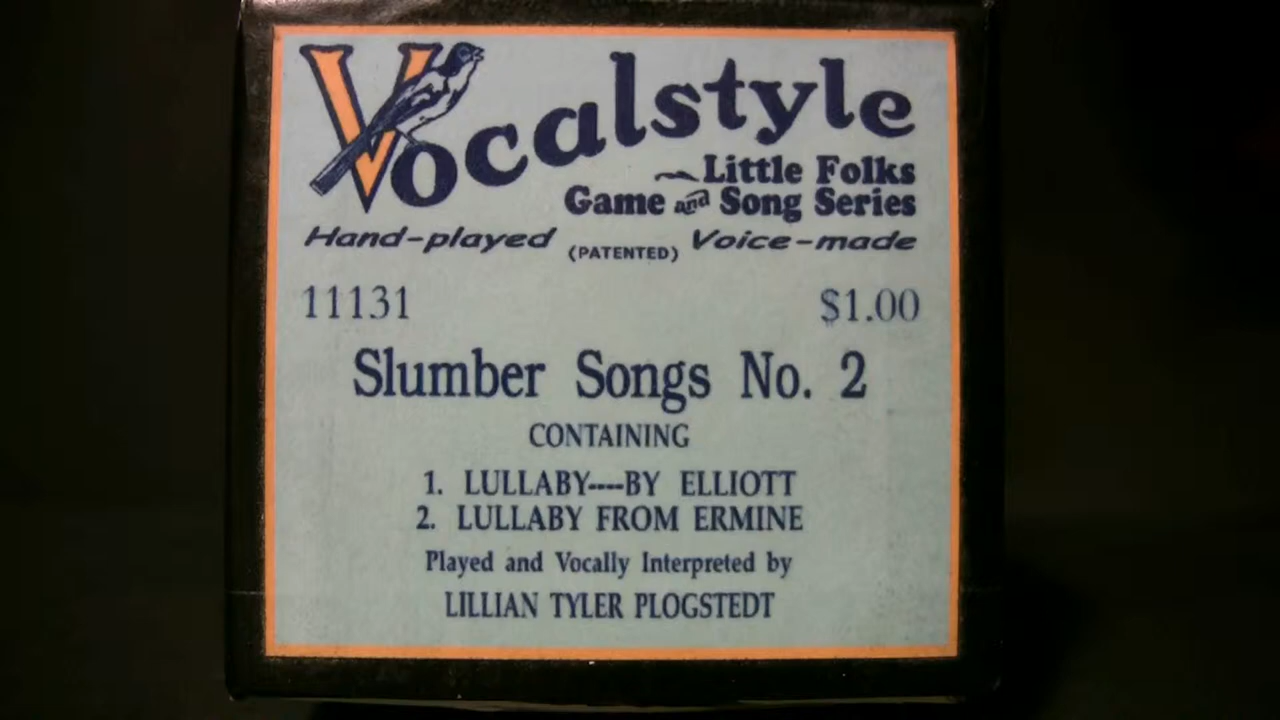 Vocalstyle
Little Folks
Game and Song Series
Hand-played (PATENTED) Voice-made
11131 $1.00
Slumber Songs No. 2
CONTAINING
1. LULLABY----BY ELLIOTT
2. LULLABY FROM ERMINE
Played and Vocally Interpreted by
LILLIAN TYLER PLOGSTEDT